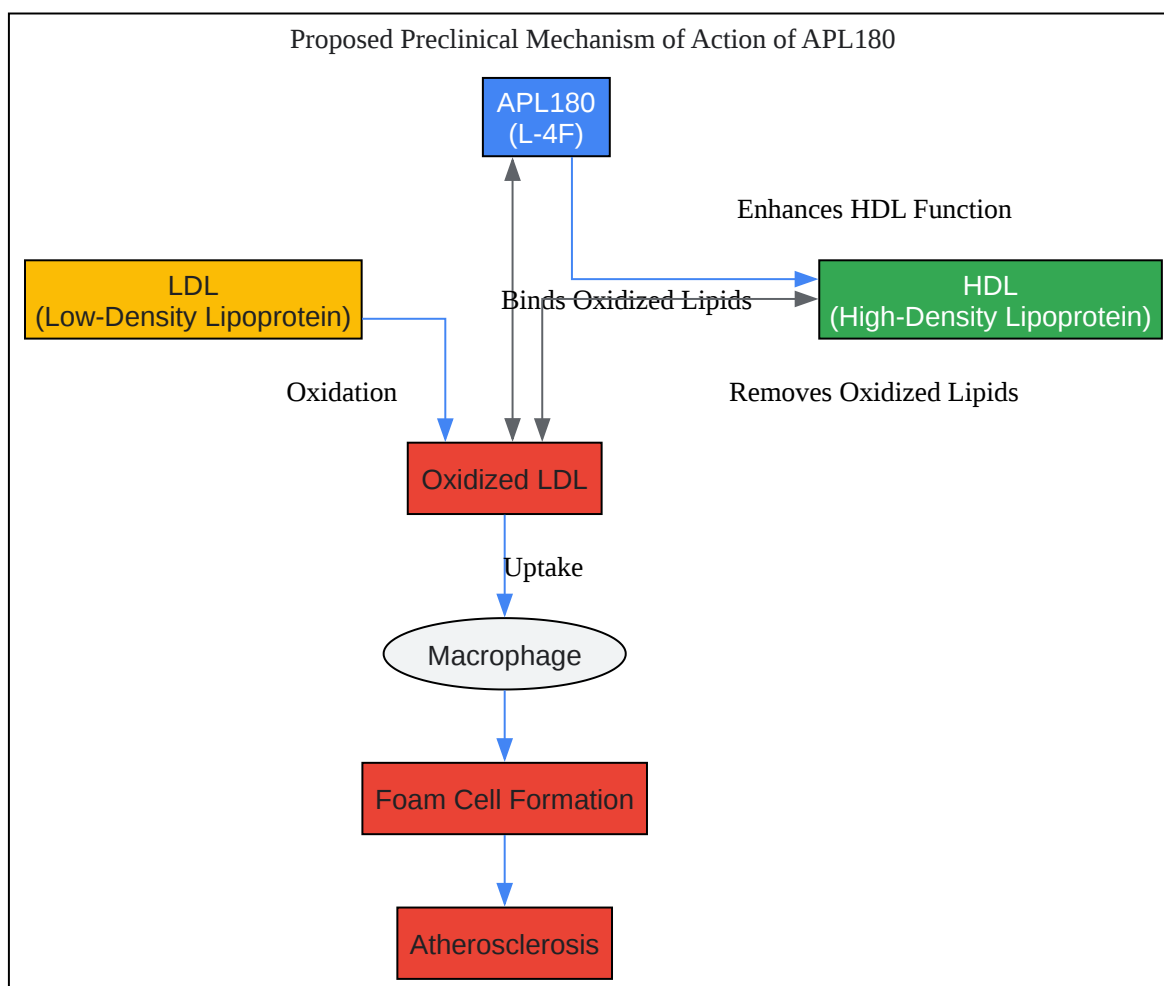 Proposed Preclinical Mechanism of Action of APL180
APL180
(L-4F)
Enhances HDL Function
LDL
(Low-Density Lipoprotein)
Binds Oxidized Lipids
HDL
(High-Density Lipoprotein)
Oxidation
Removes Oxidized Lipids
Oxidized LDL
Uptake
Macrophage
Foam Cell Formation
Atherosclerosis